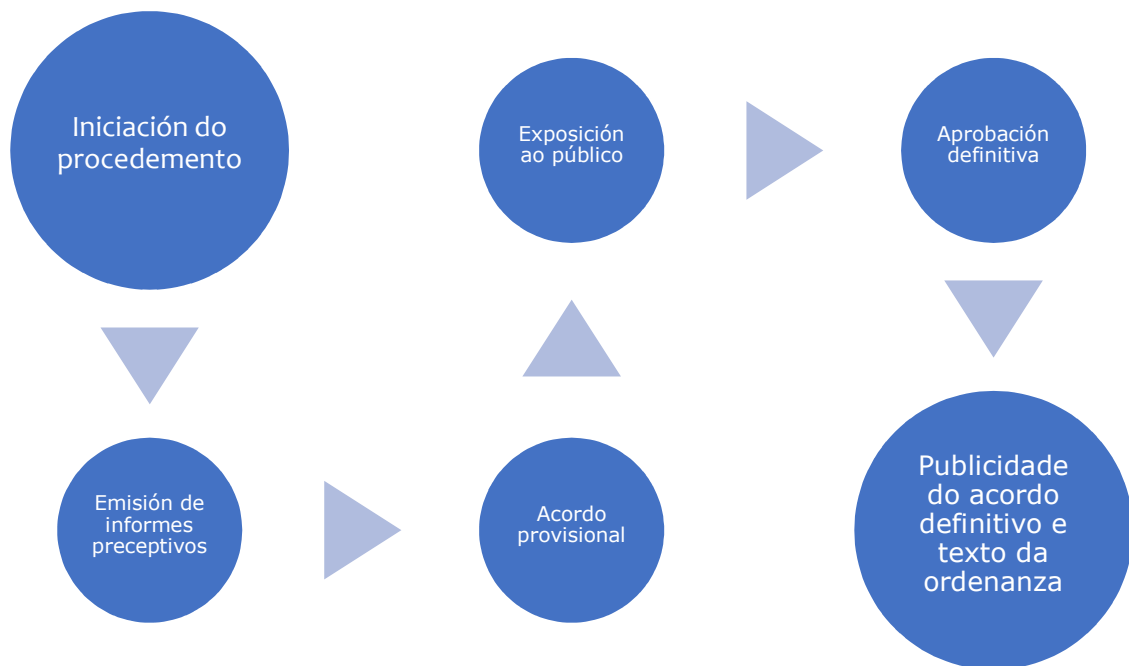 Iniciación do
procedemento
Emisión de
informes
preceptivos
Acordo
provisional
Exposición
ao público
Aprobación
definitiva
Publicidade
do acordo
definitivo e
texto da
ordenanza